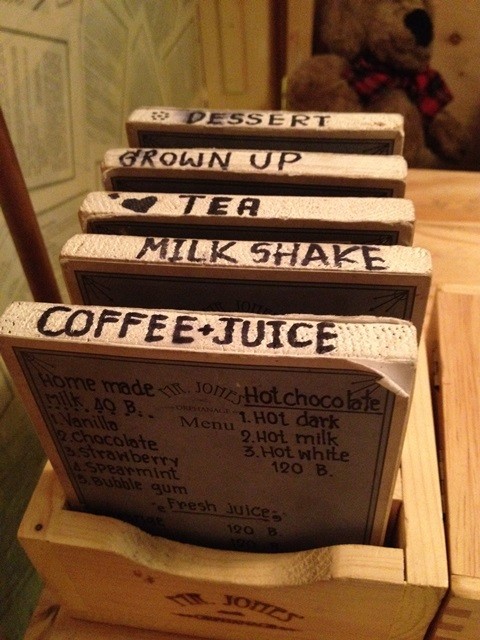 DESSERT
GROWN UP
TEA
MILK SHAKE
COFFEE+JUICE
MR. JONES'
Menu
Home made
milk 40 B.
1.Vanilla
2.chocolate
3.Strawberry
4.Spearmint
5.Bubble gum
Hot chocolate
1.Hot dark
2.Hot milk
3.Hot white
120 B.
Fresh Juice's
120 B.
MR. JONES'